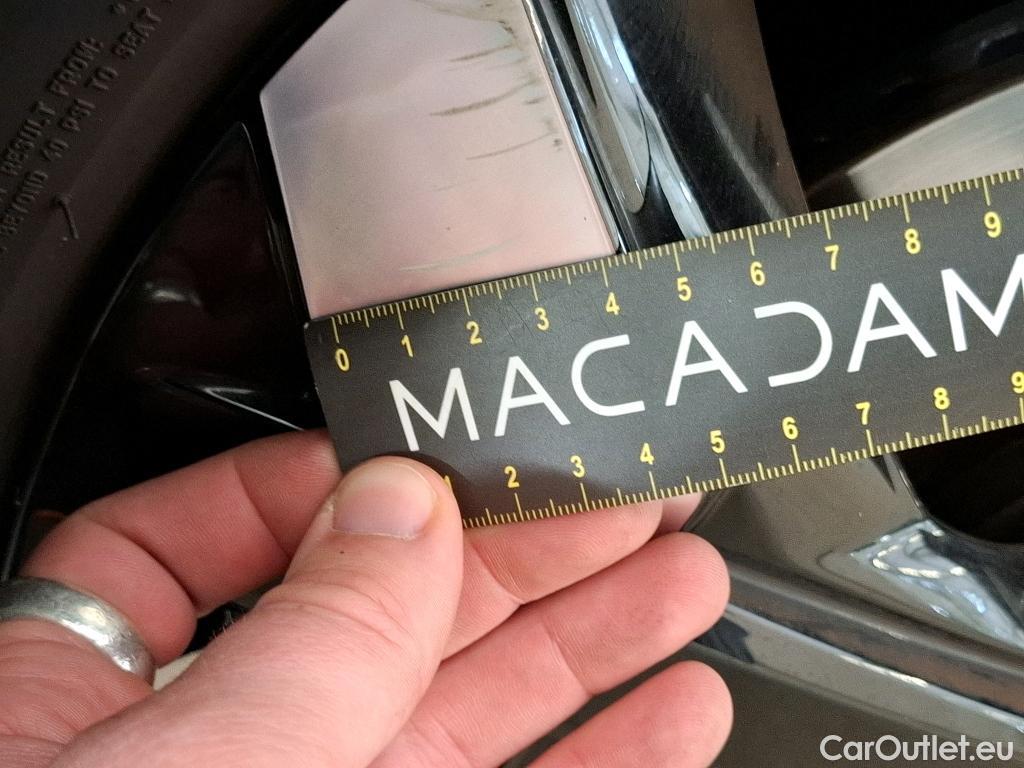 RESULT FROM:
BEYOND 40 PSI TO SEAT
0 1 2 3 4 5 6 7 8 9
MACADAM
2 3 4 5 6 7 8 9
CarOutlet.eu